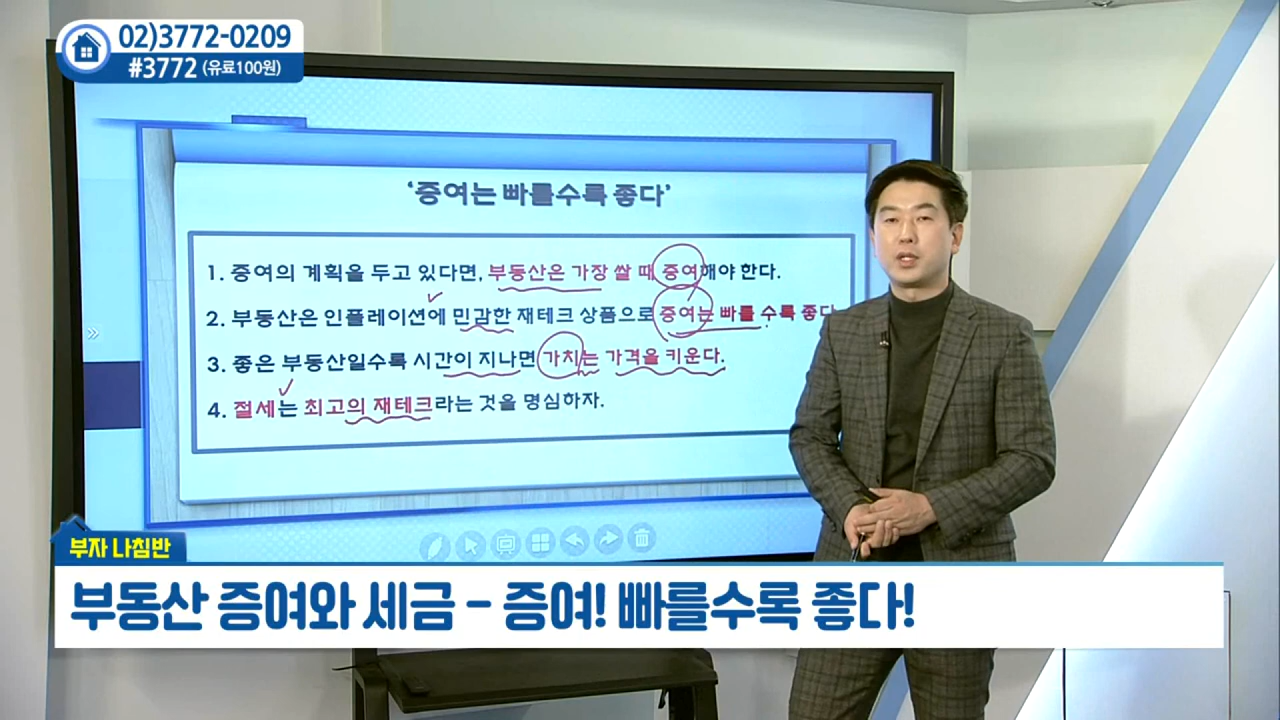 02)3772-0209
#3772 (유료100원)
‘증여는 빠를수록 좋다’
1. 증여의 계획을 두고 있다면, 부동산은 가장 쌀 때 증여해야 한다.
2. 부동산은 인플레이션에 민감한 재테크 상품으로 증여는 빠를 수록 좋다
3. 좋은 부동산일수록 시간이 지나면 가치는 가격을 키운다.
4. 절세는 최고의 재테크라는 것을 명심하자.
부자 나침반
부동산 증여와 세금 - 증여! 빠를수록 좋다!